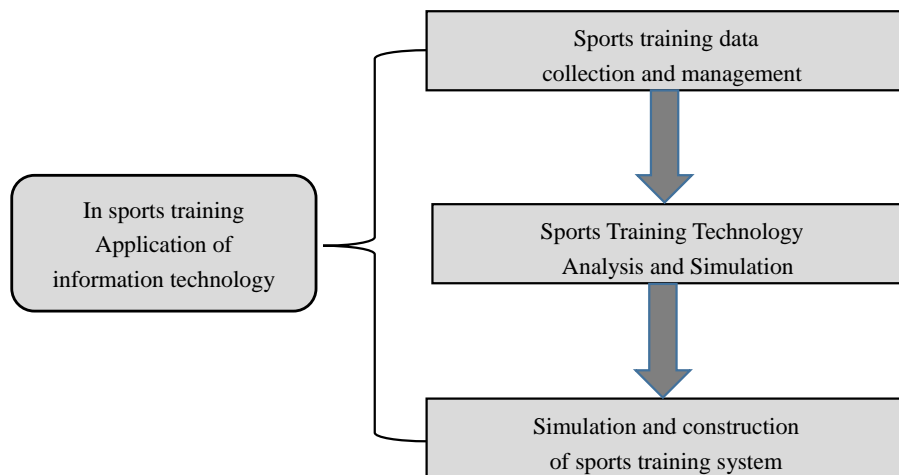 In sports training
Application of
information technology
Sports training data
collection and management
Sports Training Technology
Analysis and Simulation
Simulation and construction
of sports training system